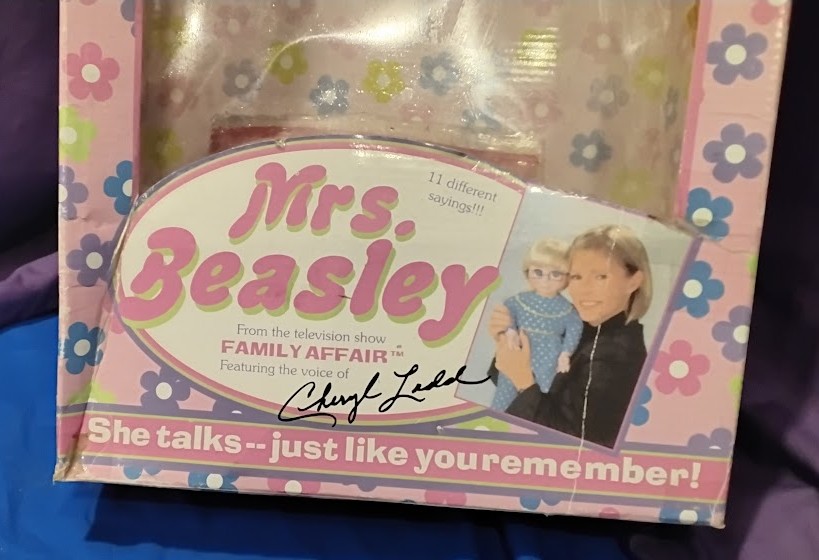 Mrs.
Beasley
11 different
sayings!!!
From the television show
FAMILY AFFAIR™
Featuring the voice of
Cheryl Ladd
She talks--just like youremember!